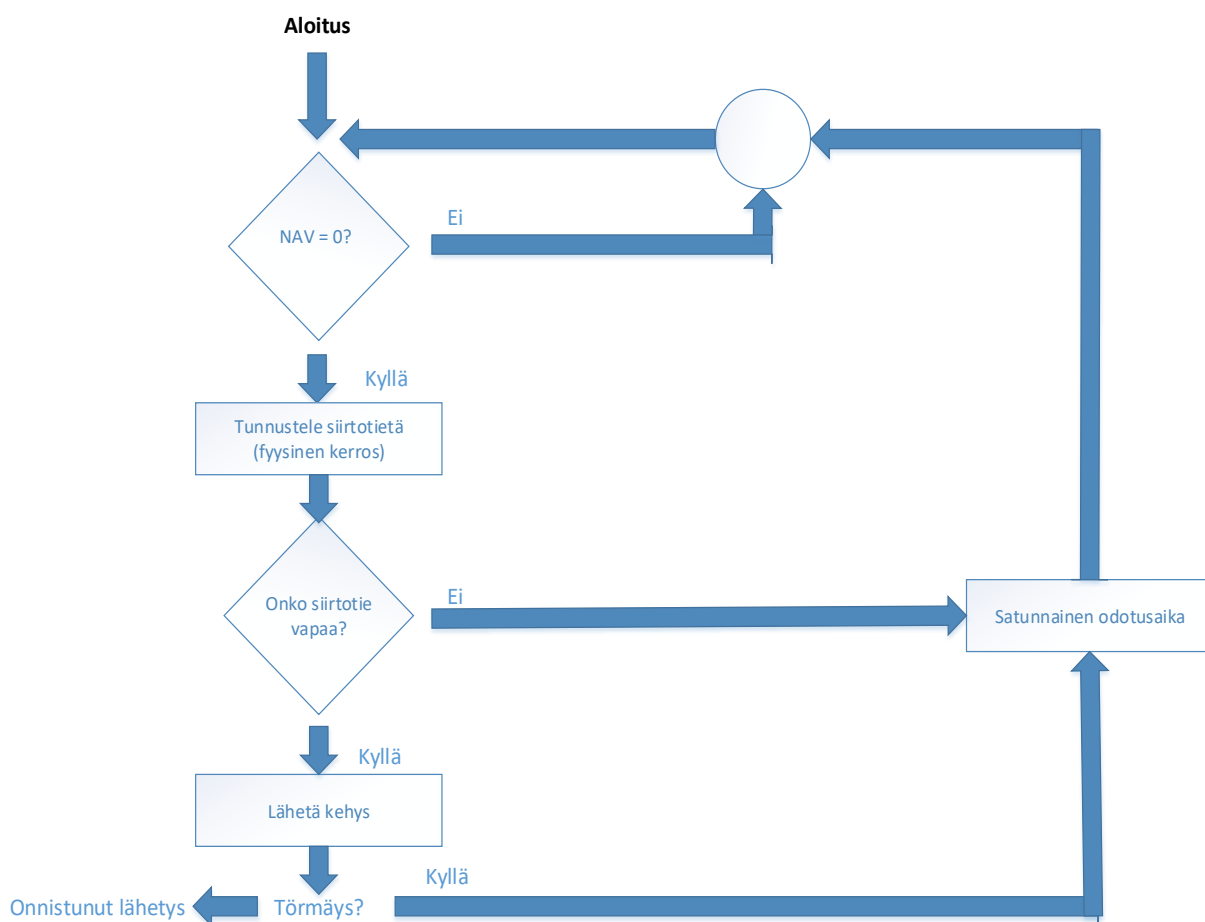 Aloitus
NAV = 0?
Ei
Kyllä
Tunnustele siirtotietä
(fyysinen kerros)
Onko siirtotie
vapaa?
Ei
Satunnainen odotusaika
Kyllä
Lähetä kehys
Kyllä
Onnistunut lähetys
Törmäys?